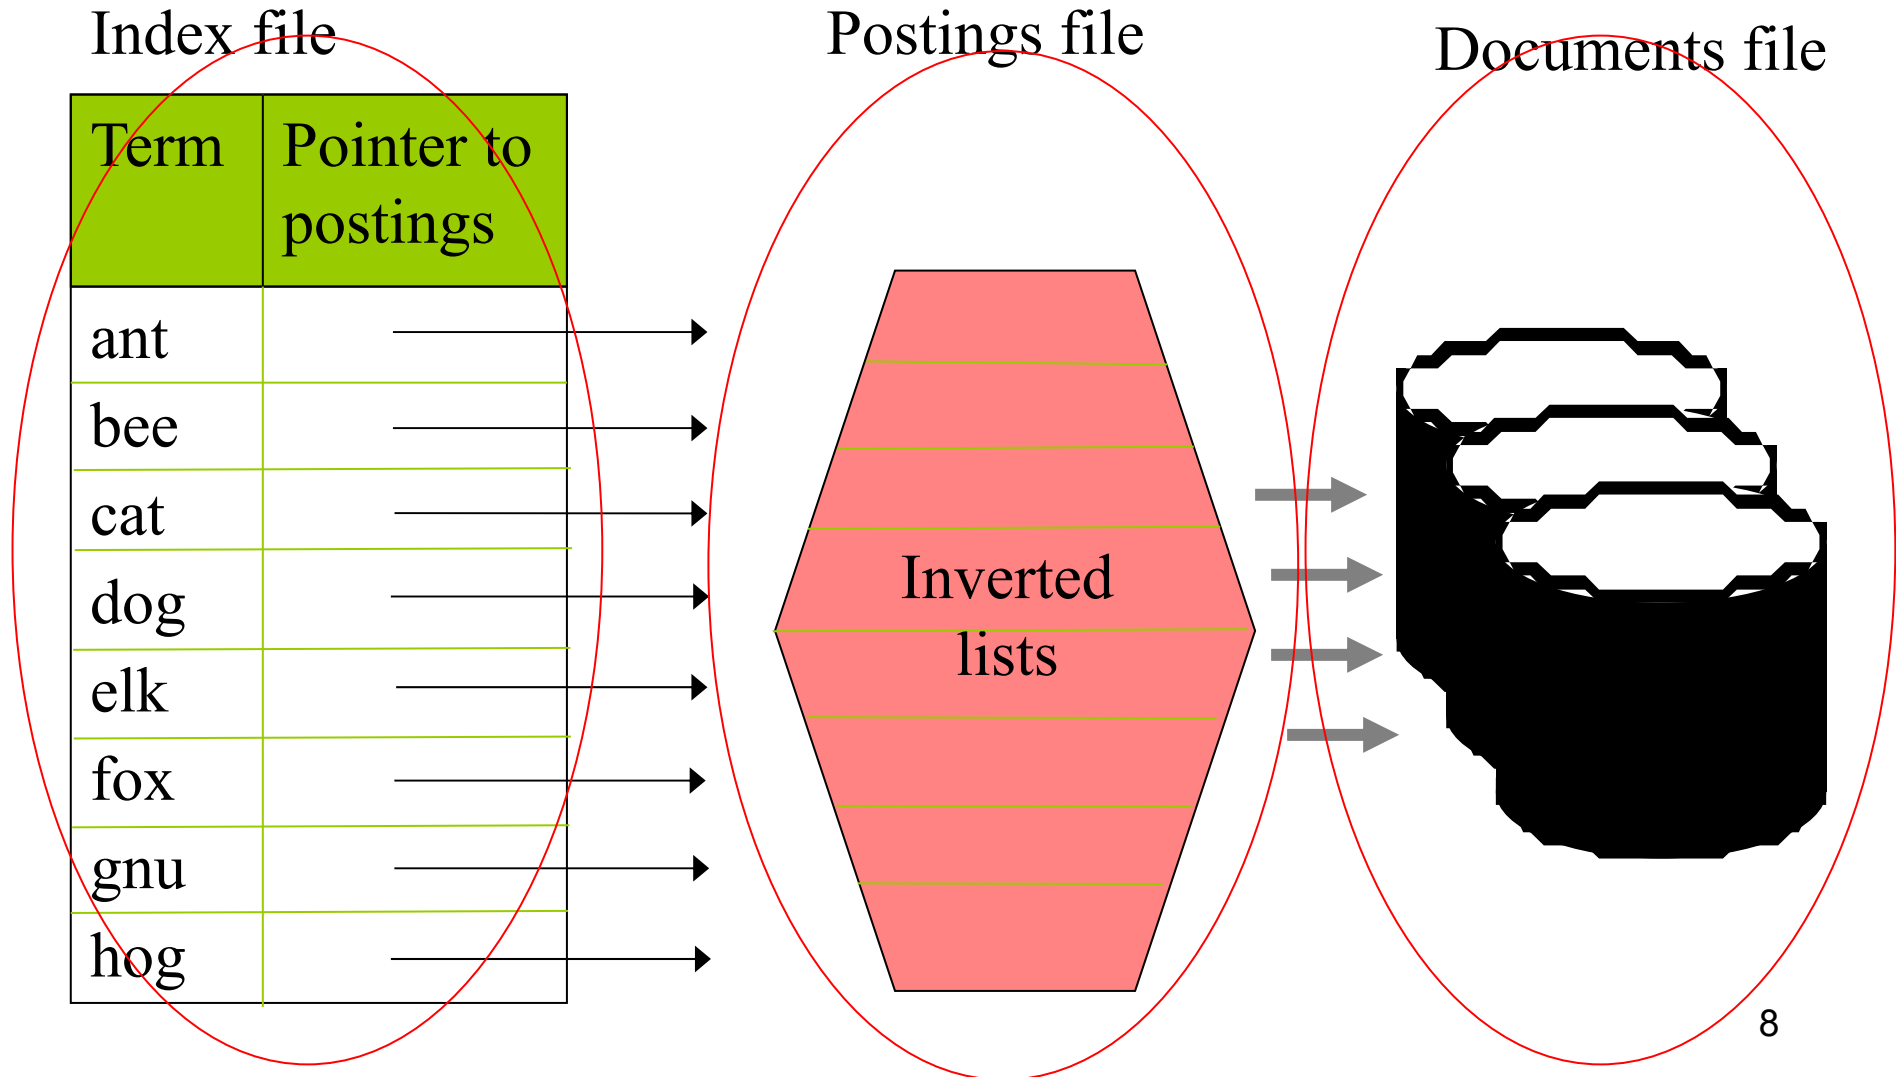 Index file
Postings file
Documents file
Term
Pointer to
postings
ant
bee
cat
dog
elk
fox
gnu
hog
Inverted
lists
8